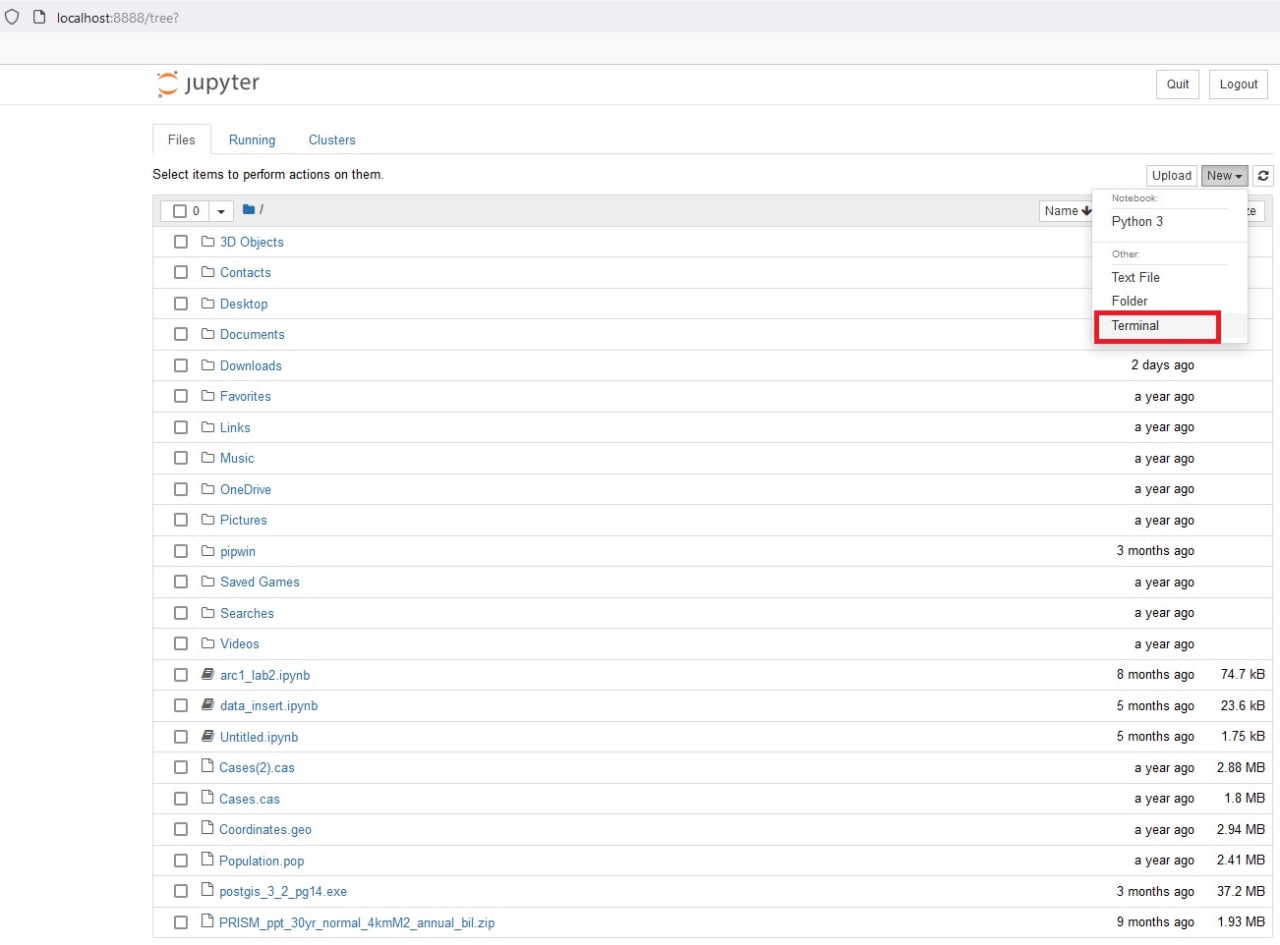 localhost:8888/tree?
jupyter
Quit Logout
Files Running Clusters
Select items to perform actions on them.
Upload New
0 / Name ze
Notebook:
Python 3
Other:
Text File
Folder
Terminal
3D Objects
Contacts
Desktop
Documents
Downloads 2 days ago
Favorites a year ago
Links a year ago
Music a year ago
OneDrive a year ago
Pictures a year ago
pipwin 3 months ago
Saved Games a year ago
Searches a year ago
Videos a year ago
arc1_lab2.ipynb 8 months ago 74.7 kB
data_insert.ipynb 5 months ago 23.6 kB
Untitled.ipynb 5 months ago 1.75 kB
Cases(2).cas a year ago 2.88 MB
Cases.cas a year ago 1.8 MB
Coordinates.geo a year ago 2.94 MB
Population.pop a year ago 2.41 MB
postgis_3_2_pg14.exe 3 months ago 37.2 MB
PRISM_ppt_30yr_normal_4kmM2_annual_bil.zip 9 months ago 1.93 MB